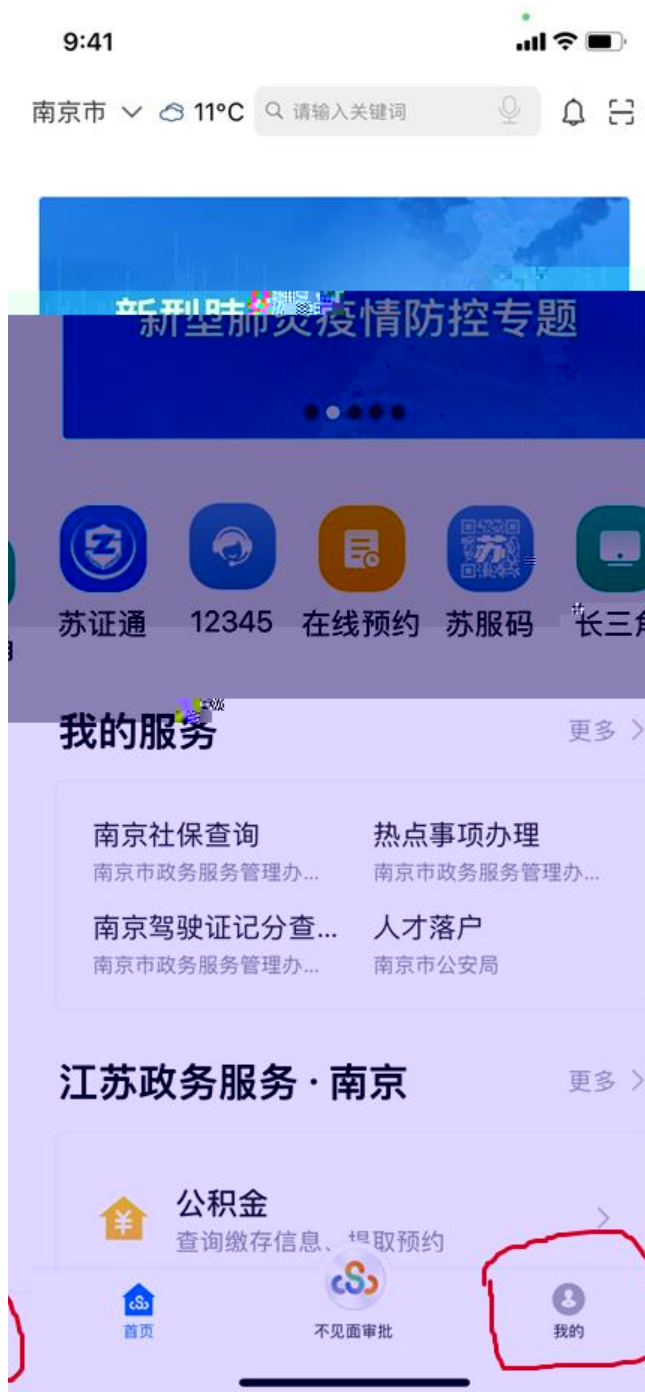 9:41
南京市
11°C
请输入关键词
新型肺炎疫情防控专题
苏证通
12345
在线预约
苏服码
长三
我的服务
更多
南京社保查询
热点事项办理
南京市政务服务管理办...
南京市政务服务管理办...
南京驾驶证记分查...
人才落户
南京市政务服务管理办...
南京市公安局
江苏政务服务·南京
更多
公积金
查询缴存信息、提取预约
首页
不见面审批
我的